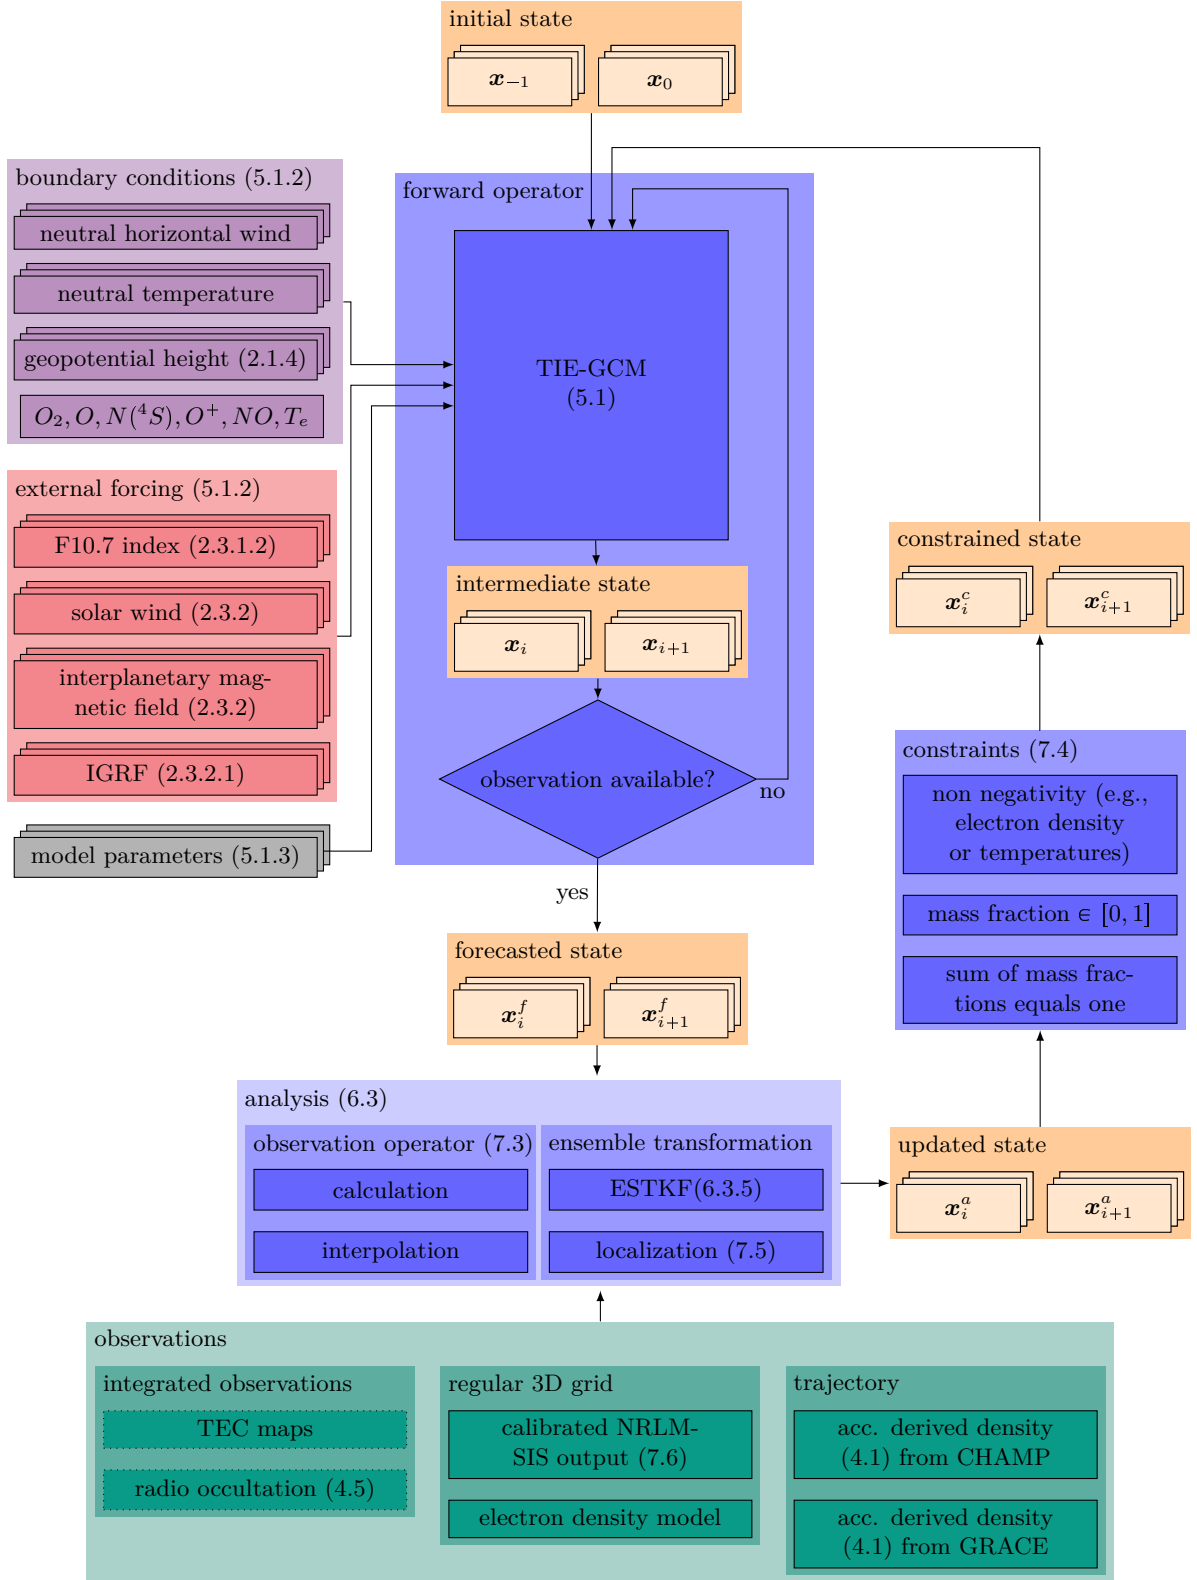 initial state
x₋₁
x₀
boundary conditions (5.1.2)
neutral horizontal wind
neutral temperature
geopotential height (2.1.4)
O₂, O, N(⁴S), O⁺, NO, Tₑ
external forcing (5.1.2)
F10.7 index (2.3.1.2)
solar wind (2.3.2)
interplanetary mag-
netic field (2.3.2)
IGRF (2.3.2.1)
model parameters (5.1.3)
forward operator
TIE-GCM
(5.1)
intermediate state
xᵢ
xᵢ₊₁
observation available?
no
yes
forecasted state
x_i^f
x_{i+1}^f
analysis (6.3)
observation operator (7.3)
calculation
interpolation
ensemble transformation
ESTKF(6.3.5)
localization (7.5)
updated state
x_i^a
x_{i+1}^a
constraints (7.4)
non negativity (e.g.,
electron density
or temperatures)
mass fraction ∈ [0, 1]
sum of mass frac-
tions equals one
constrained state
x_i^c
x_{i+1}^c
observations
integrated observations
TEC maps
radio occultation (4.5)
regular 3D grid
calibrated NRLM-
SIS output (7.6)
electron density model
trajectory
acc. derived density
(4.1) from CHAMP
acc. derived density
(4.1) from GRACE